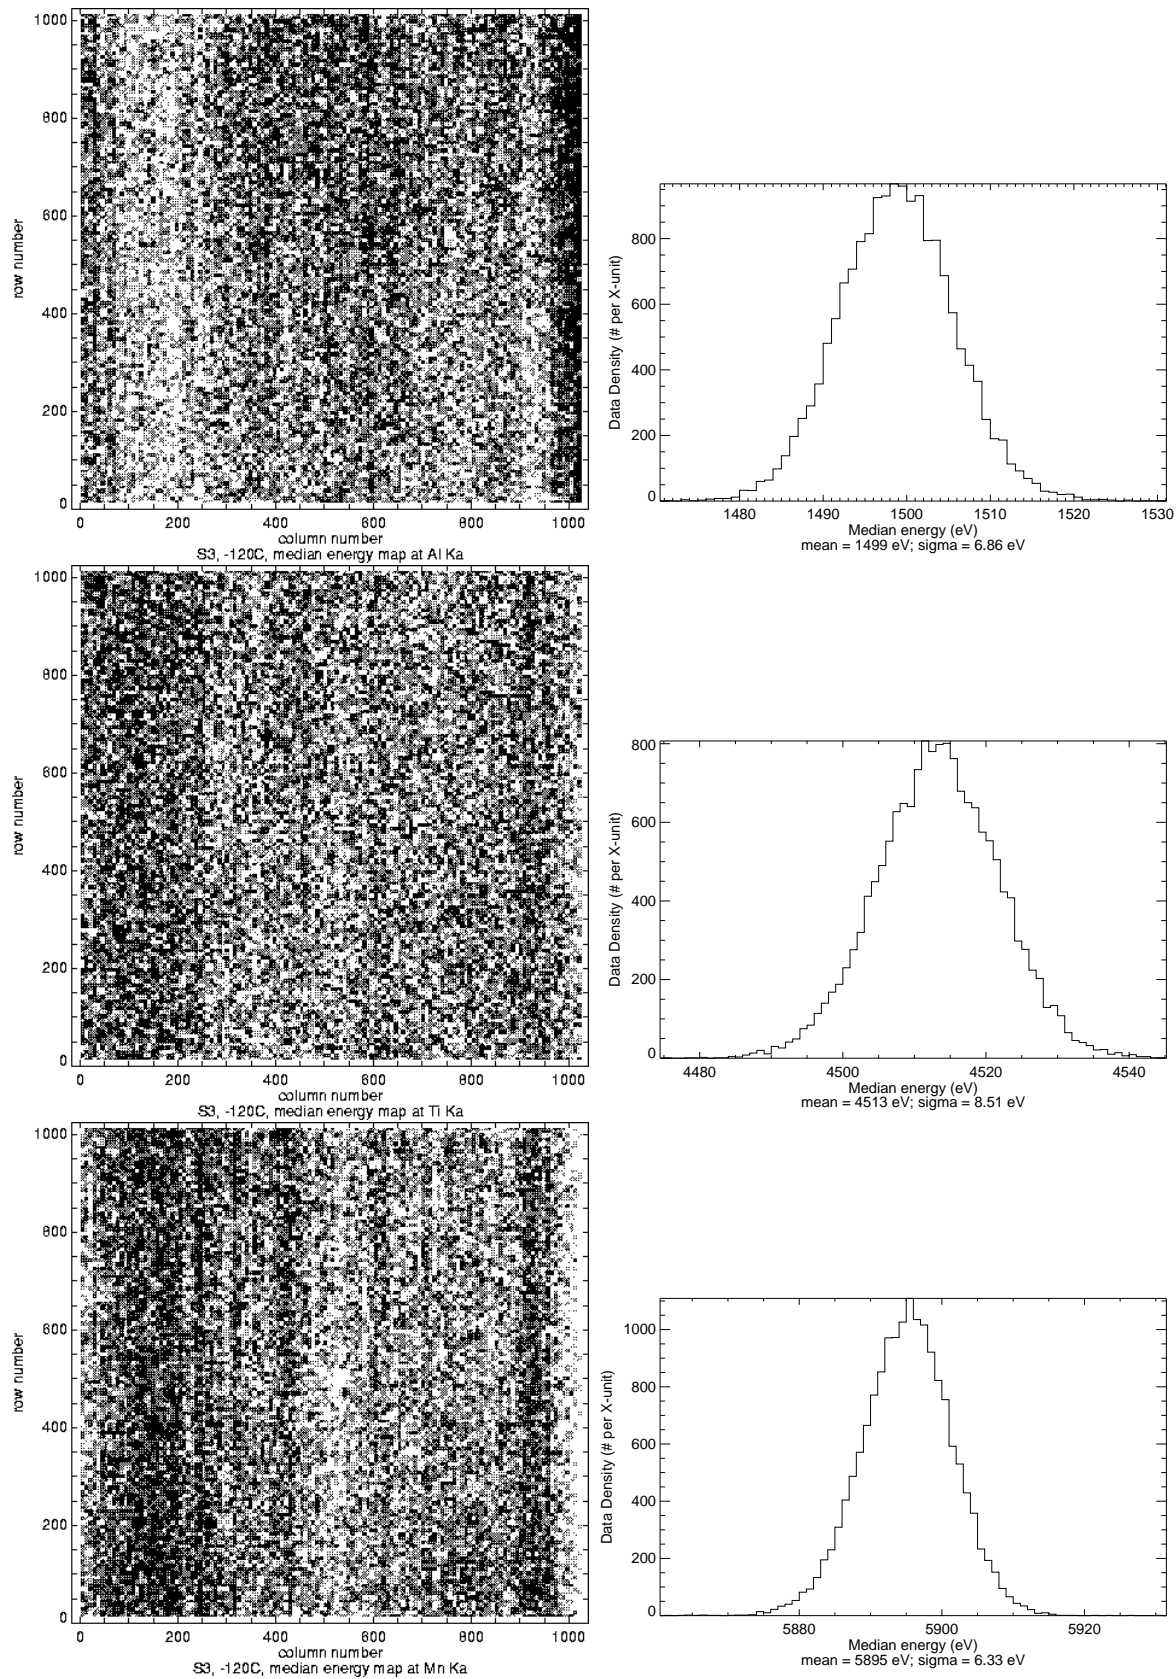 1000
800
600
400
200
0
row number
0 200 400 600 800 1000
column number
S3, -120C, median energy map at Al Ka
800
600
400
200
0
Data Density (# per X-unit)
1480 1490 1500 1510 1520 1530
Median energy (eV)
mean = 1499 eV; sigma = 6.86 eV
1000
800
600
400
200
0
row number
0 200 400 600 800 1000
column number
S3, -120C, median energy map at Ti Ka
800
600
400
200
0
Data Density (# per X-unit)
4480 4500 4520 4540
Median energy (eV)
mean = 4513 eV; sigma = 8.51 eV
1000
800
600
400
200
0
row number
0 200 400 600 800 1000
column number
S3, -120C, median energy map at Mn Ka
1000
800
600
400
200
0
Data Density (# per X-unit)
5880 5900 5920
Median energy (eV)
mean = 5895 eV; sigma = 6.33 eV